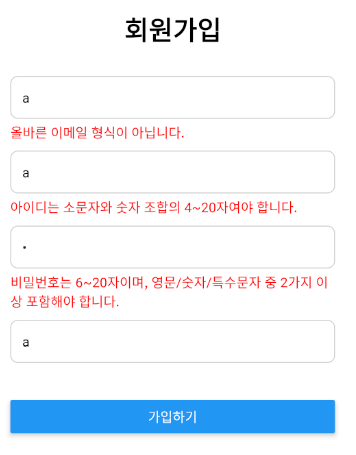 회원가입
a
올바른 이메일 형식이 아닙니다.
a
아이디는 소문자와 숫자 조합의 4~20자여야 합니다.
•
비밀번호는 6~20자이며, 영문/숫자/특수문자 중 2가지 이
상 포함해야 합니다.
a
가입하기